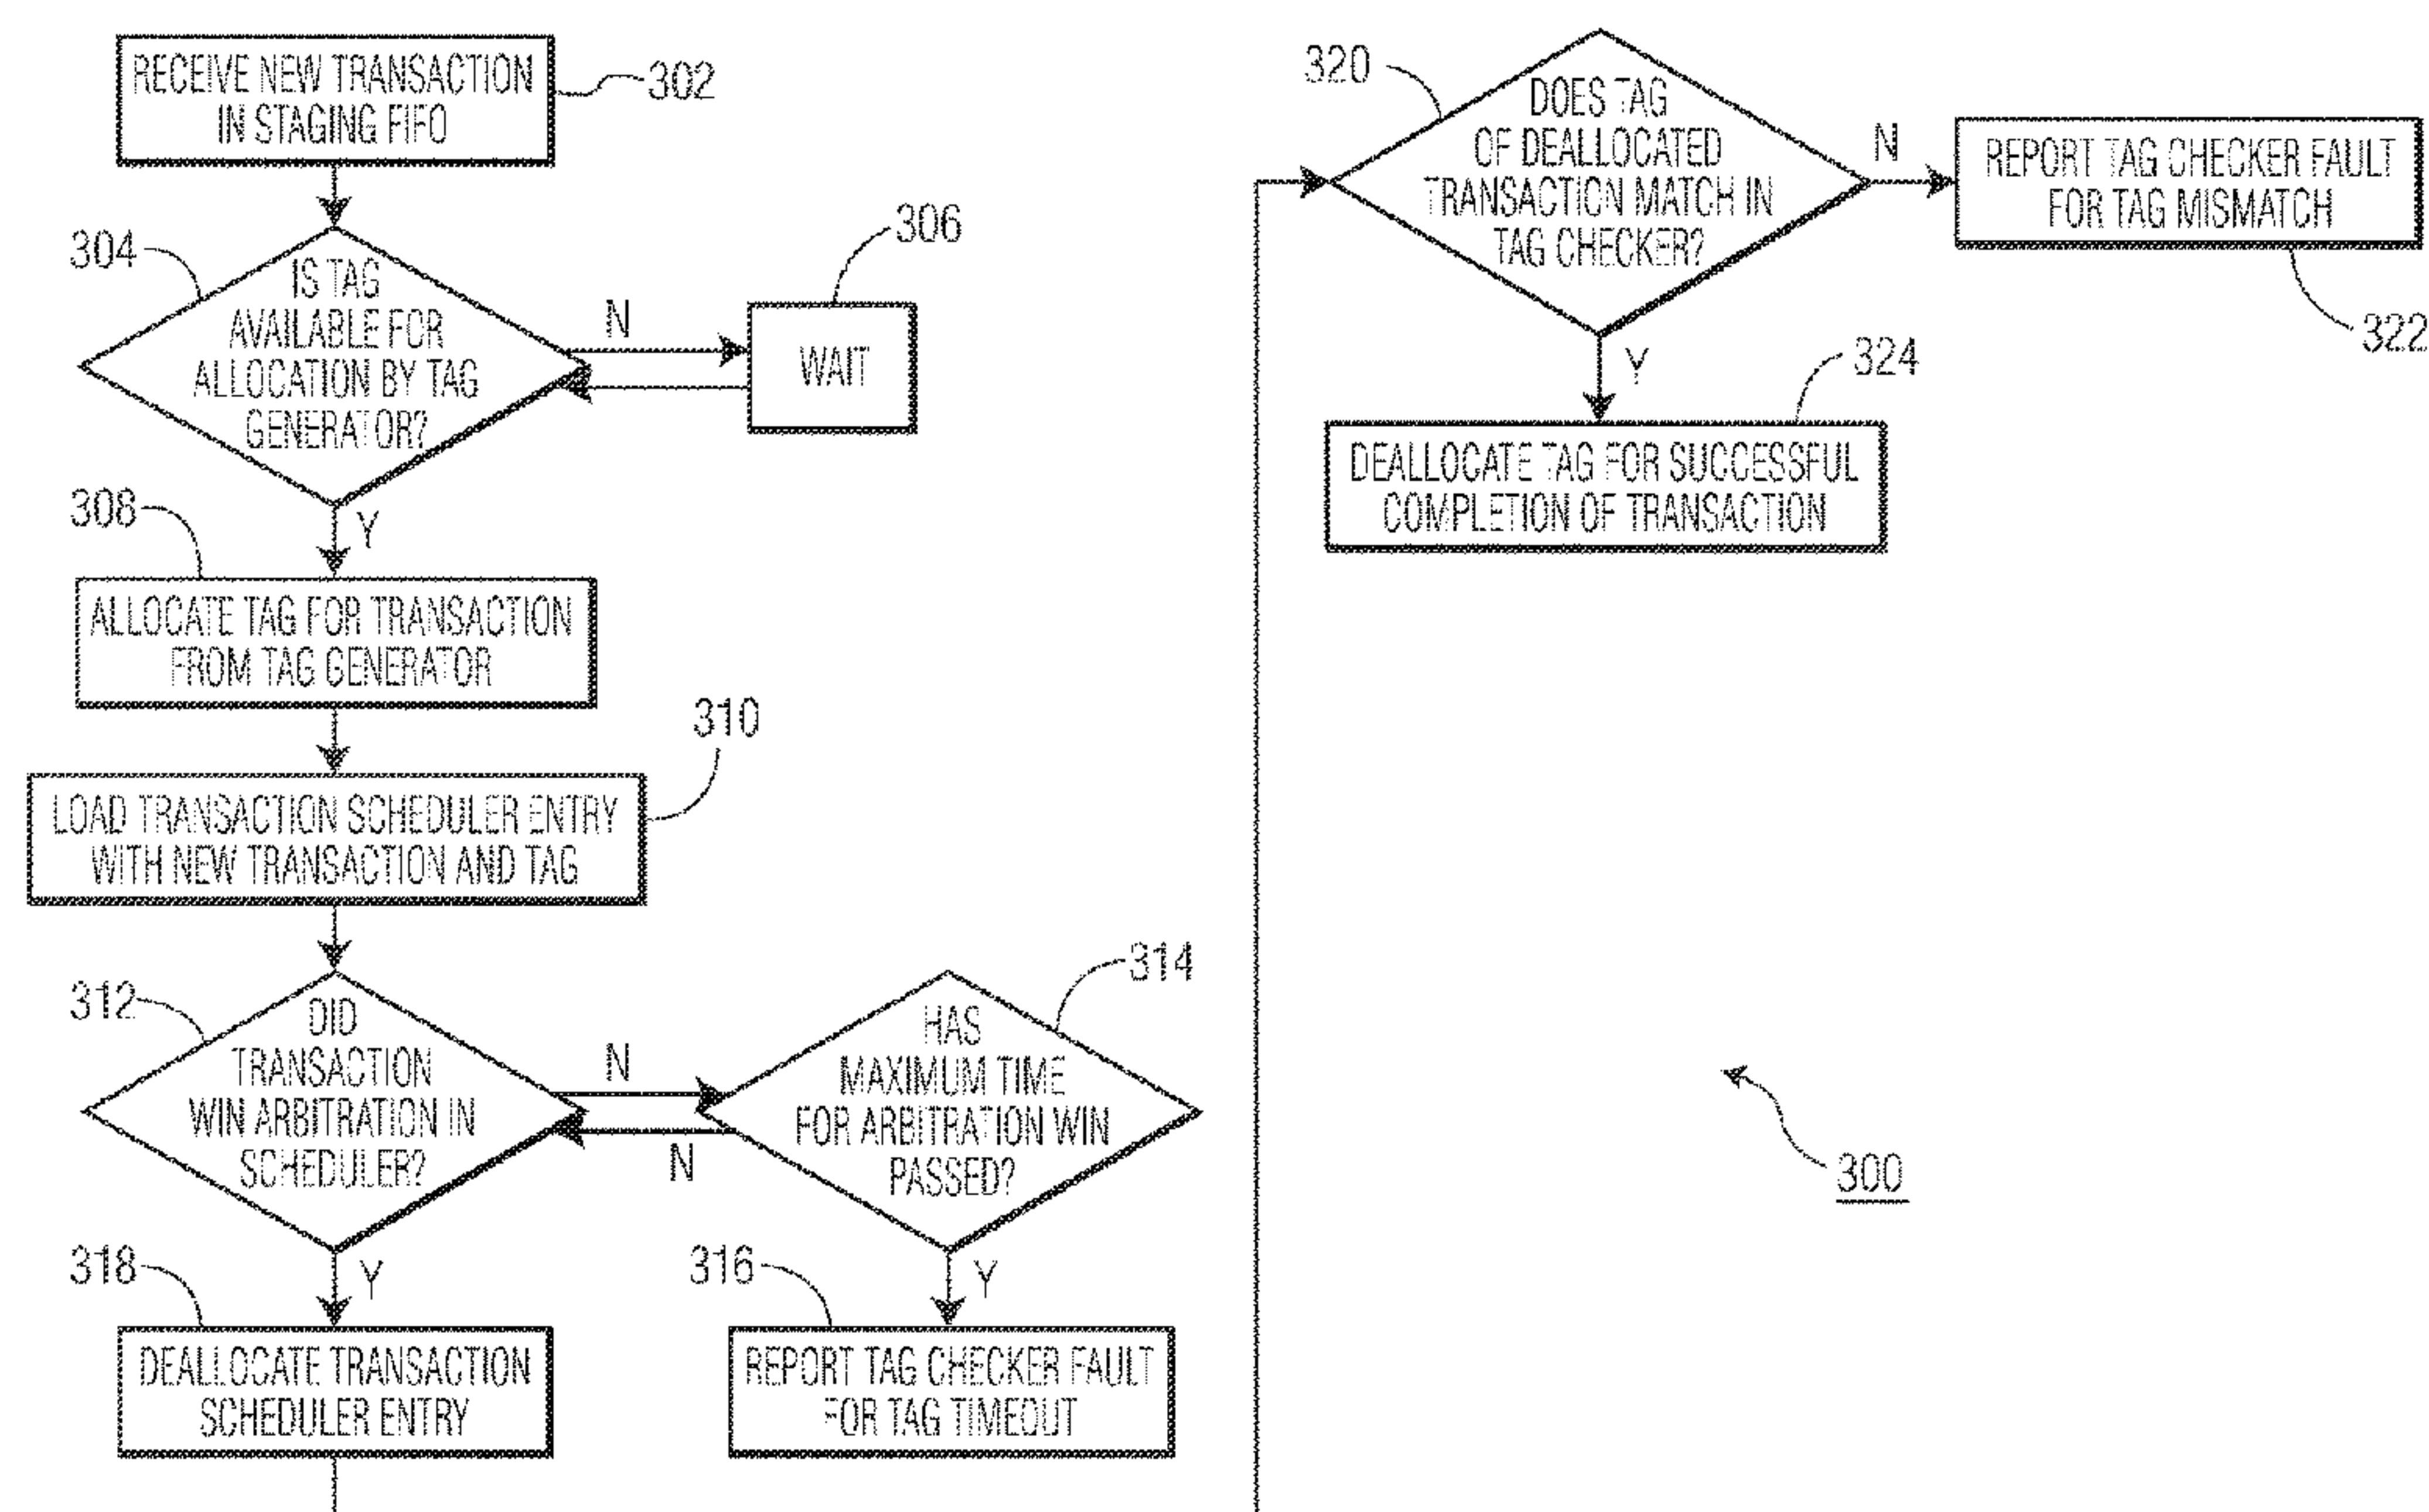 RECEIVE NEW TRANSACTION
IN STAGING FIFO
302
304
IS TAG
AVAILABLE FOR
ALLOCATION BY TAG
GENERATOR?
N
306
WAIT
Y
308
ALLOCATE TAG FOR TRANSACTION
FROM TAG GENERATOR
310
LOAD TRANSACTION SCHEDULER ENTRY
WITH NEW TRANSACTION AND TAG
312
DID
TRANSACTION
WIN ARBITRATION IN
SCHEDULER?
N
N
314
HAS
MAXIMUM TIME
FOR ARBITRATION WIN
PASSED?
318
Y
DEALLOCATE TRANSACTION
SCHEDULER ENTRY
316
Y
REPORT TAG CHECKER FAULT
FOR TAG TIMEOUT
320
DOES TAG
OF DEALLOCATED
TRANSACTION MATCH IN
TAG CHECKER?
N
REPORT TAG CHECKER FAULT
FOR TAG MISMATCH
322
Y
324
DEALLOCATE TAG FOR SUCCESSFUL
COMPLETION OF TRANSACTION
300